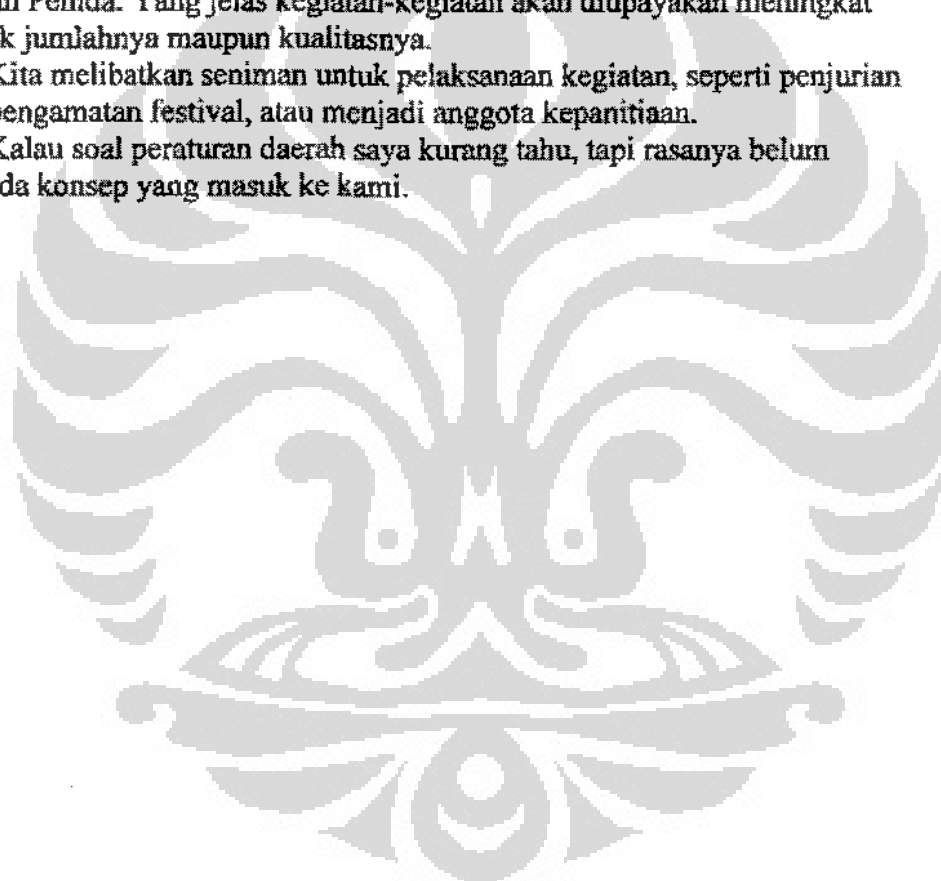 Pemda. Yang jelas kegiatan-kegiatan akan diupayakan meningkat
k jumlahnya maupun kualitasnya.
Kita melibatkan seniman untuk pelaksanaan kegiatan, seperti penjurian
pengamatan festival, atau menjadi anggota kepanitiaan.
Kalau soal peraturan daerah saya kurang tahu, tapi rasanya belum
da konsep yang masuk ke kami.